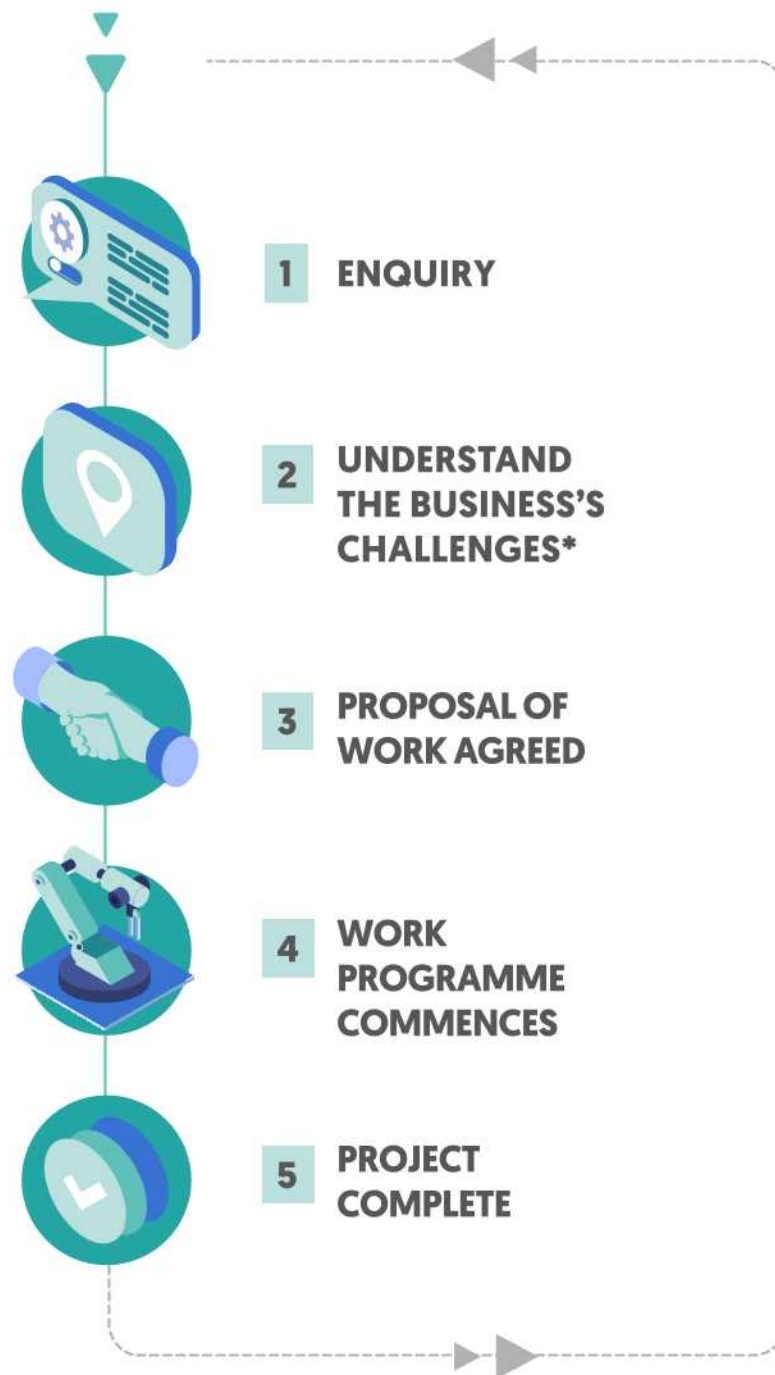 1 ENQUIRY
2 UNDERSTAND
THE BUSINESS’S
CHALLENGES*
3 PROPOSAL OF
WORK AGREED
4 WORK
PROGRAMME
COMMENCES
5 PROJECT
COMPLETE